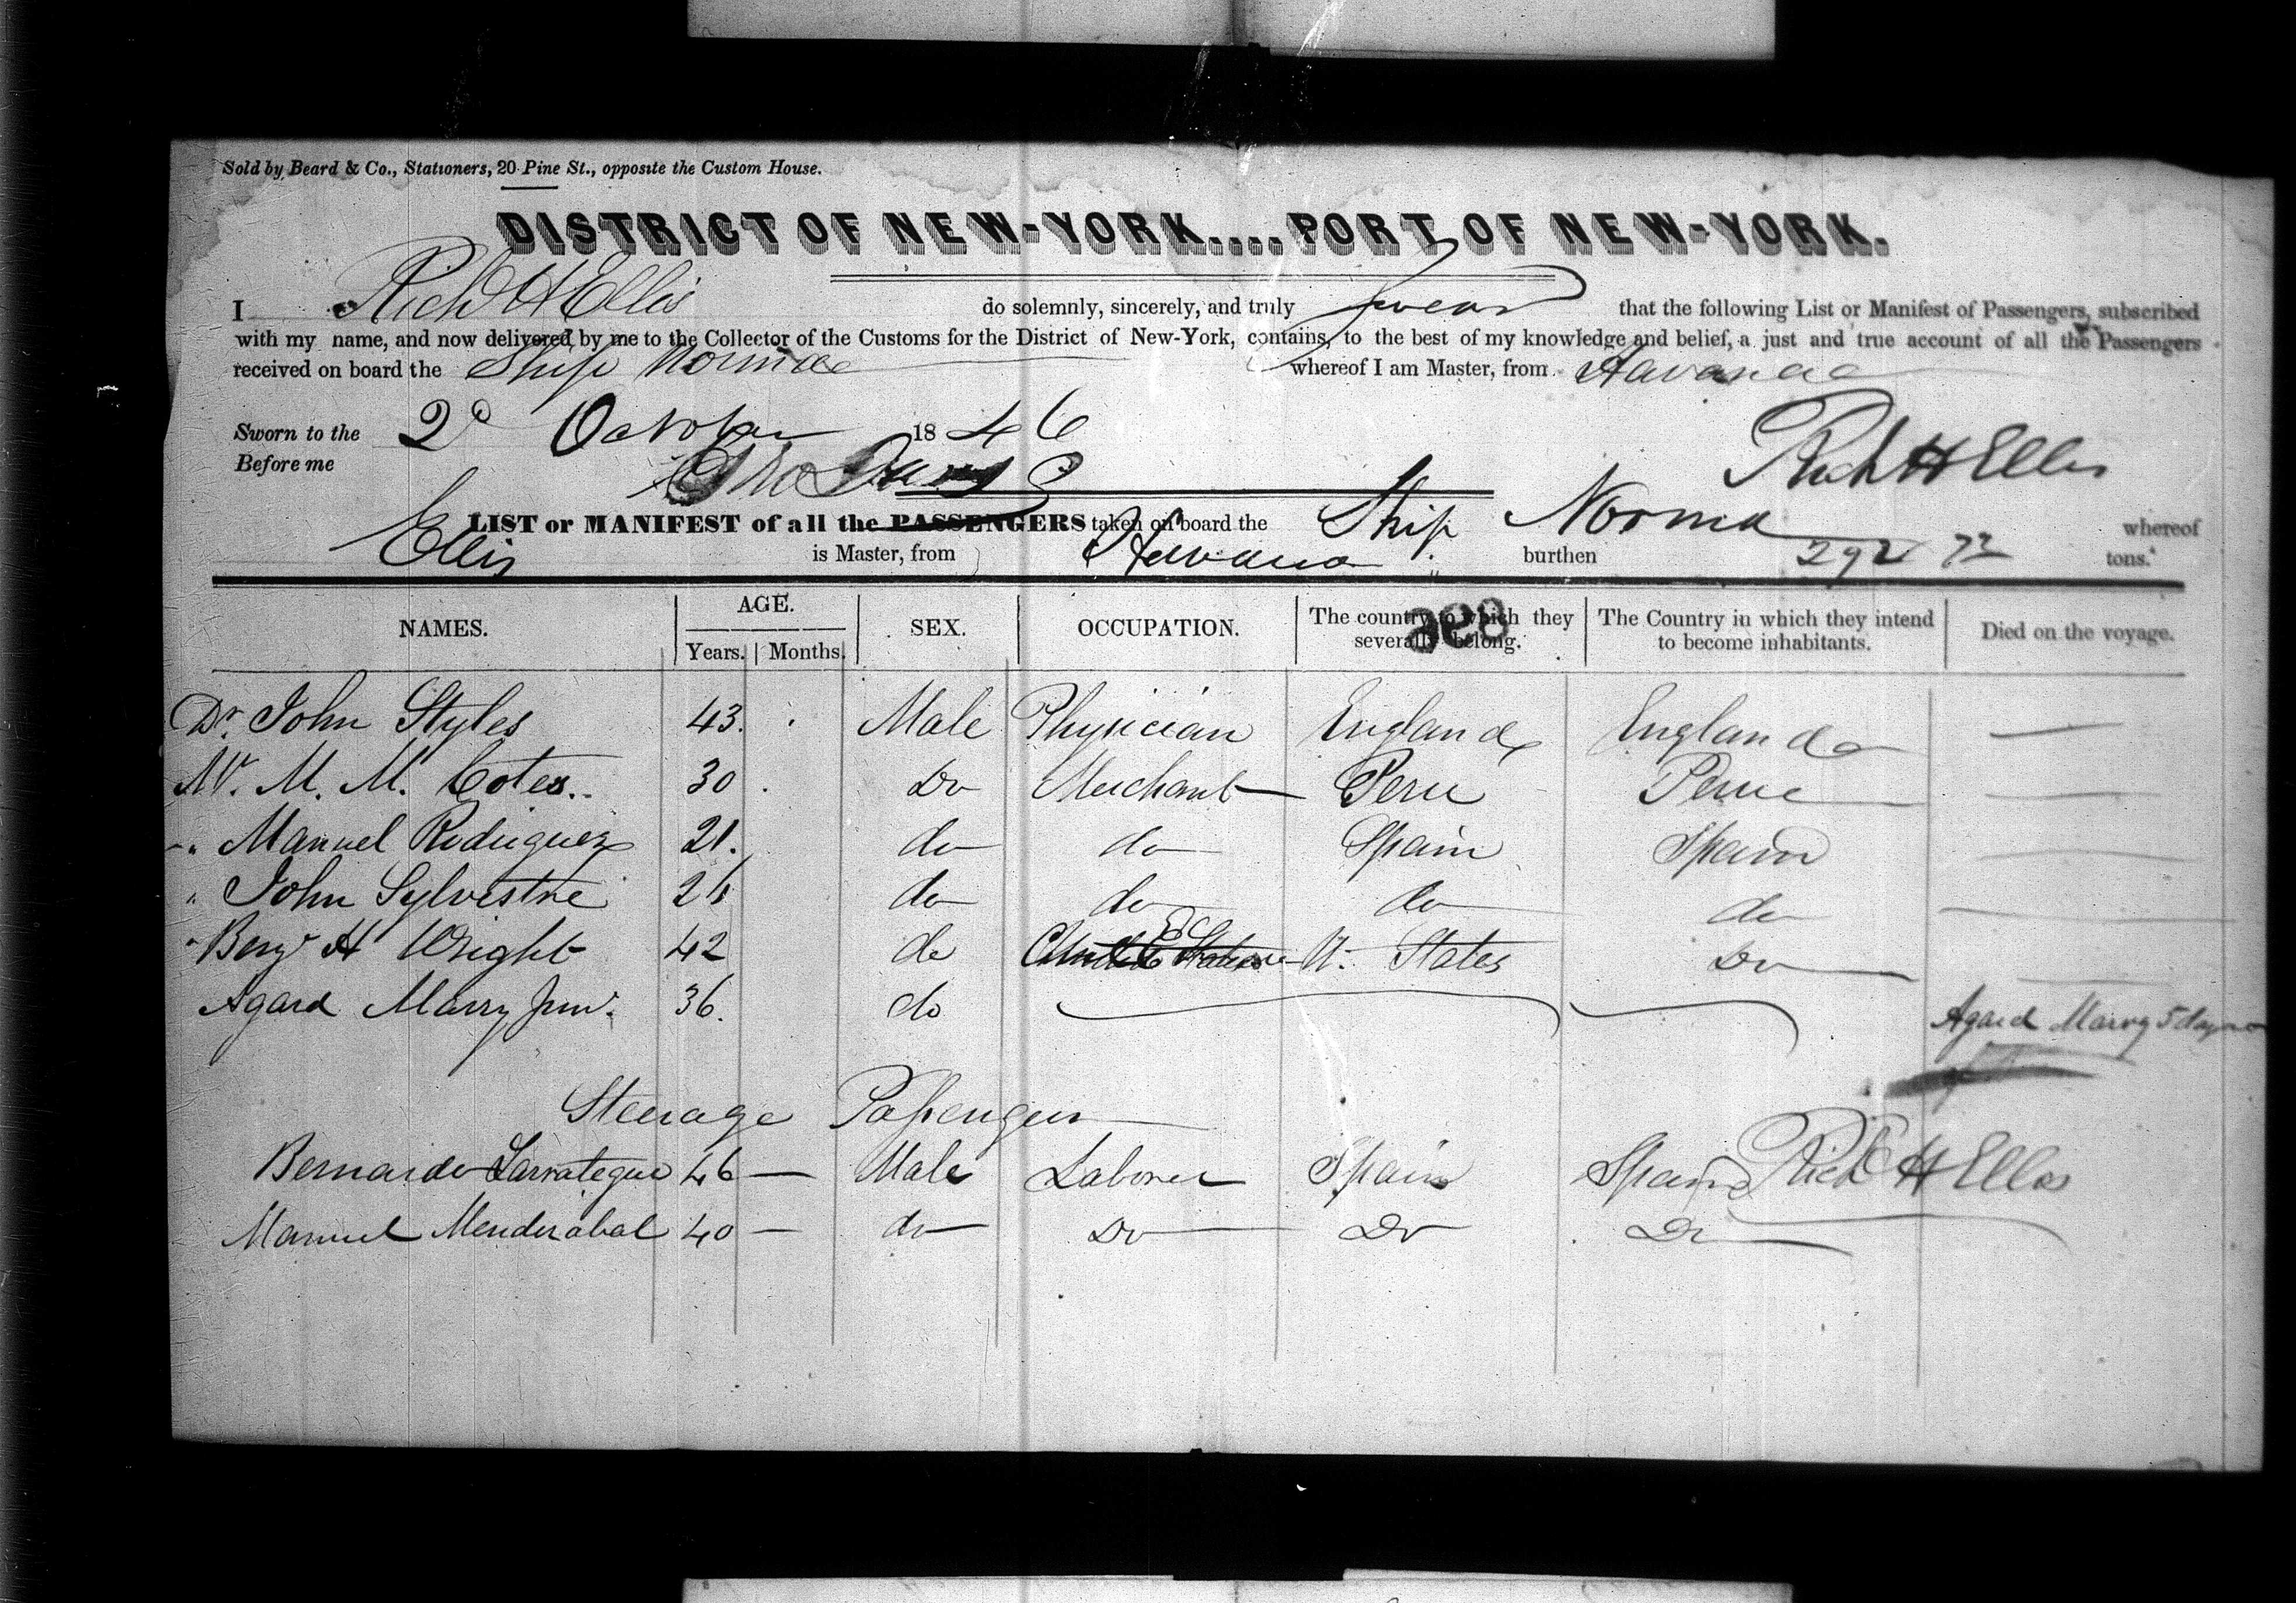 Sold by Beard & Co., Stationers, 20 Pine St., opposite the Custom House.
DISTRICT OF NEW-YORK....PORT OF NEW-YORK.
I Richd H Ellis do solemnly, sincerely, and truly swear that the following List or Manifest of Passengers, subscribed
with my name, and now delivered by me to the Collector of the Customs for the District of New-York, contains, to the best of my knowledge and belief, a just and true account of all the Passengers
received on board the Ship Norma whereof I am Master, from Havana
Sworn to the 2d October 1846
Before me
Rich H Ellis
LIST or MANIFEST of all the PASSENGERS taken on board the Ship Norma whereof
Ellis is Master, from Havana burthen 292 72 tons.
NAMES. AGE. Years. Months. SEX. OCCUPATION. The country to which they severally belong. The Country in which they intend to become inhabitants. Died on the voyage.
Dr. John Styles 43. Male Physician England England —
Mr. M. M. Cotes. 30 Do Merchant Peru Peru —
" Manuel Rodriguez 21. do do Spain Spain —
" John Sylvestre do do do do —
" Benj H Wright 42 do U. States Do —
Agard Marry Junr. 36. do Agard Marry 5 days
Steerage Passengers
Bernardo Larrategue 46 — Male Laborer Spain Spain
Richd H Ellis
Manuel Menderabal 40 — do Do Do Do